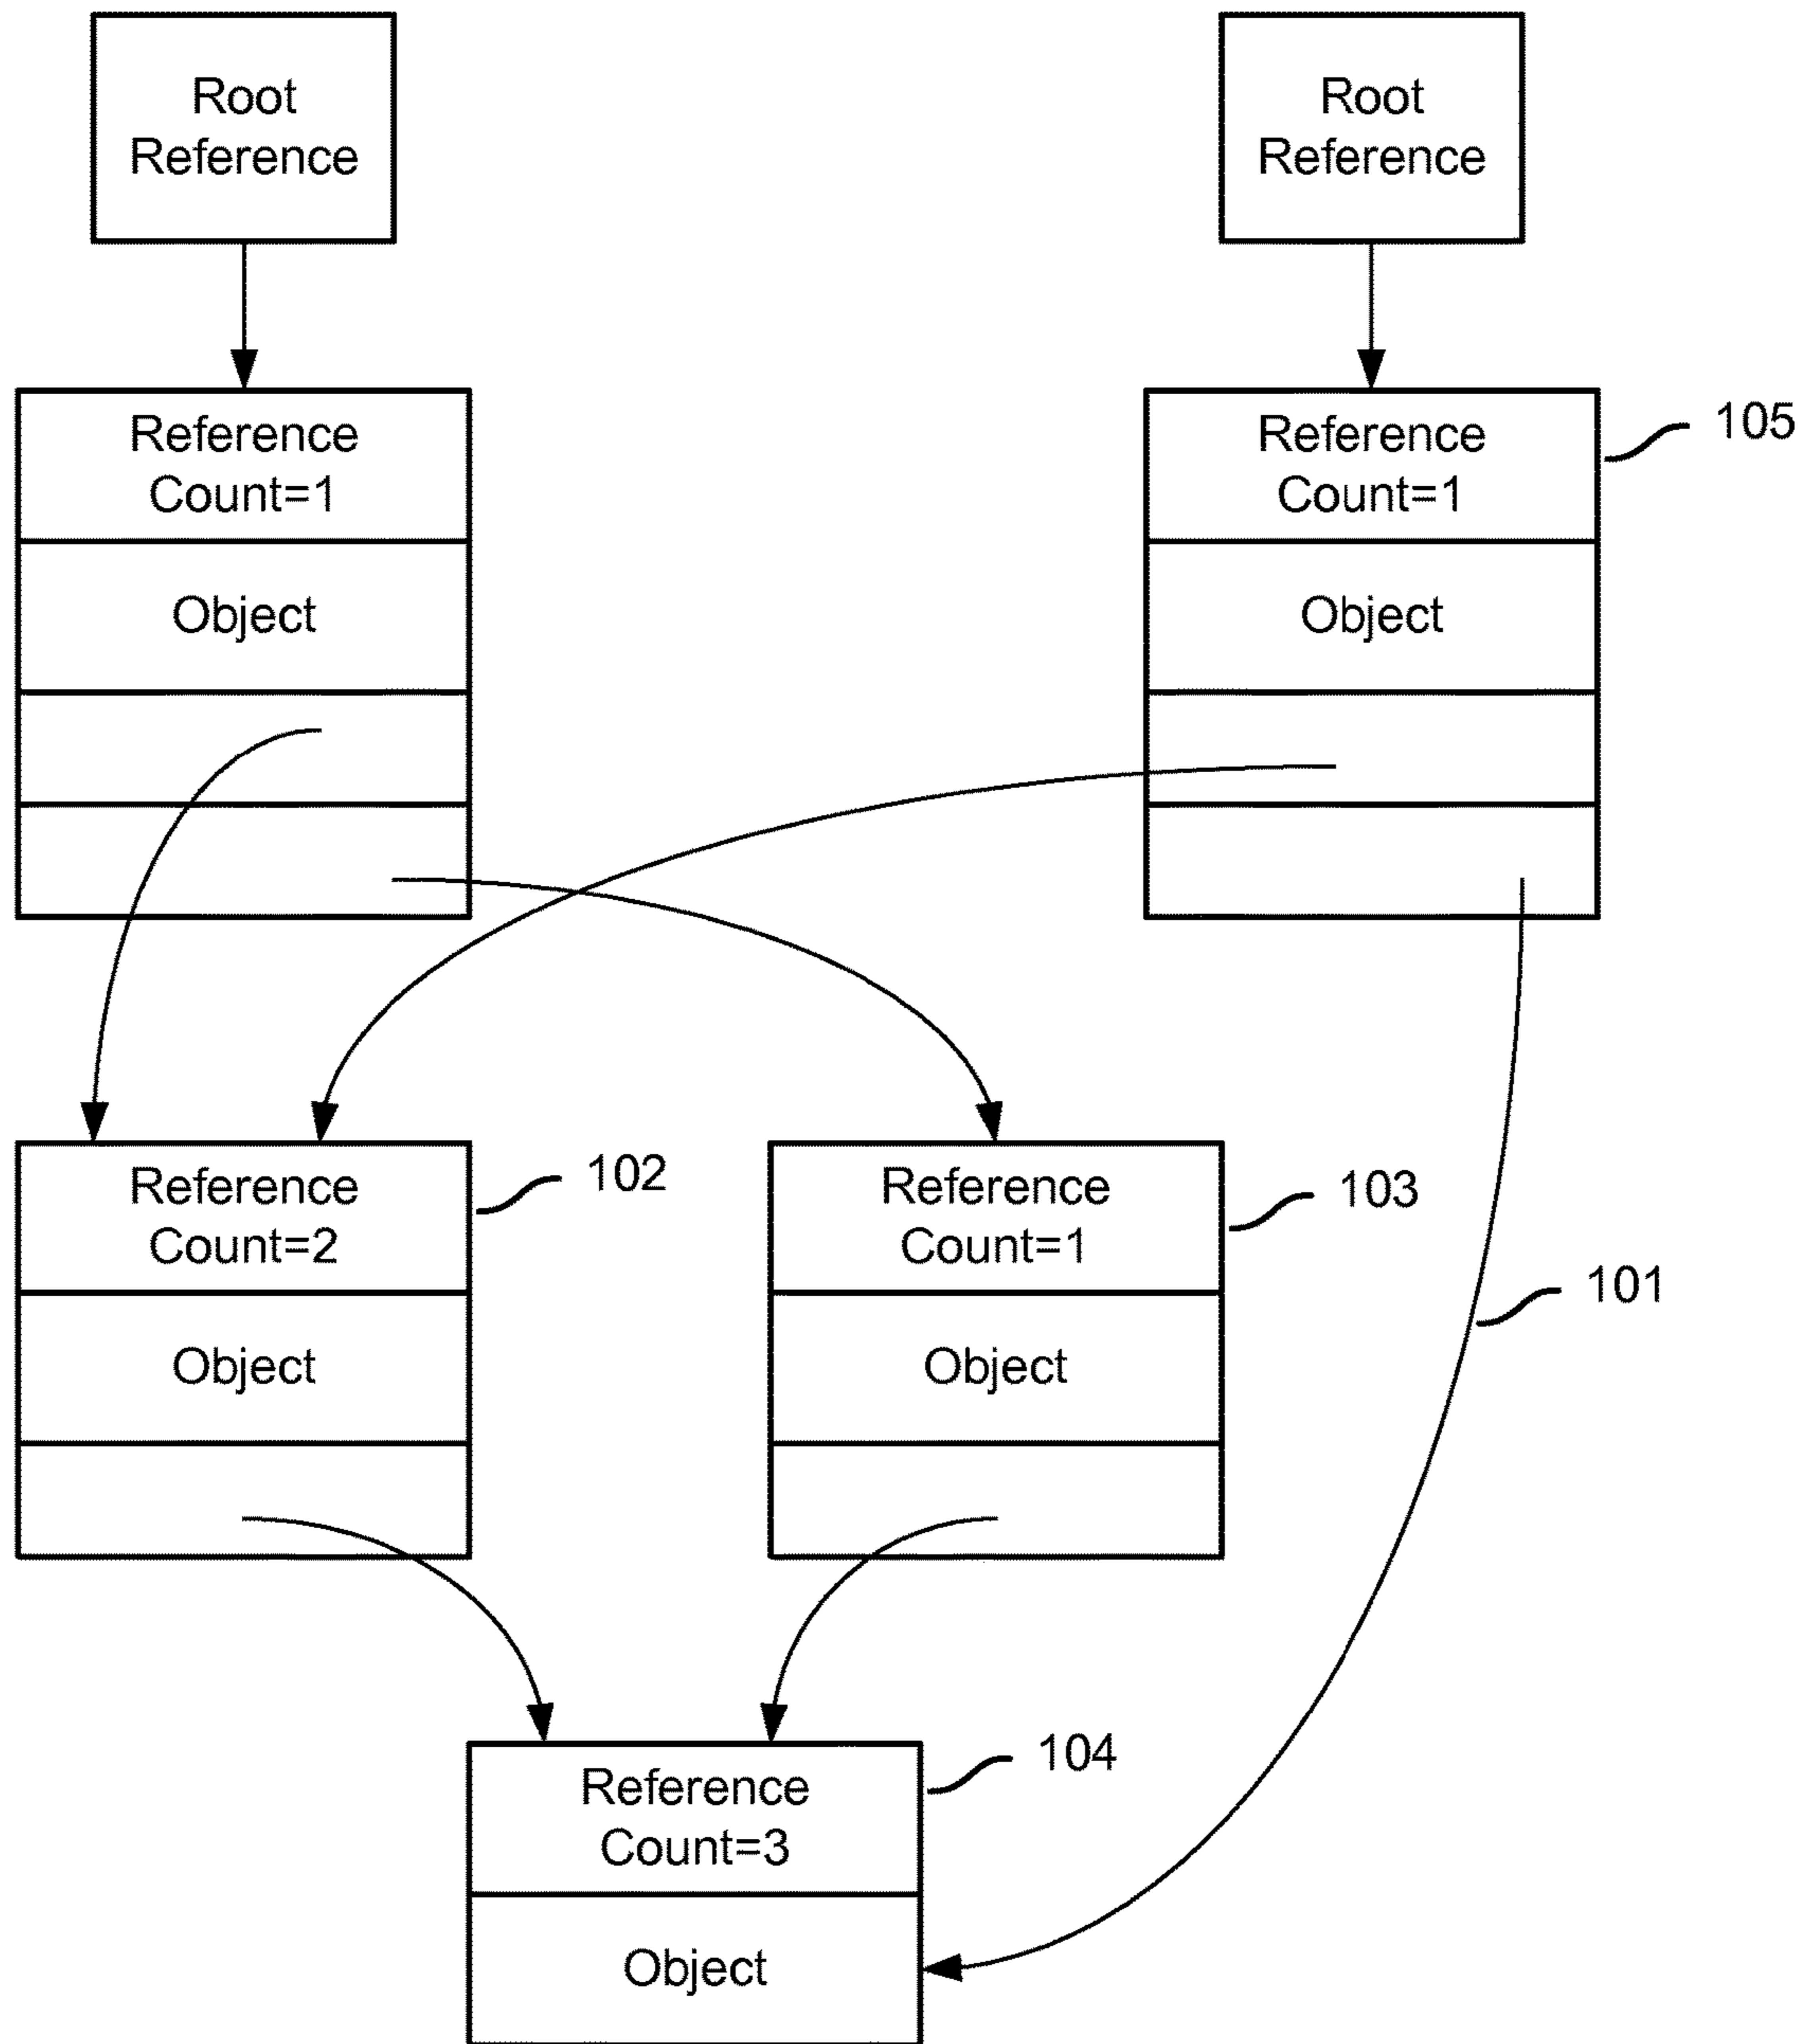 Root
Reference
Root
Reference
Reference
Count=1
Reference
Count=1
105
Object
Object
Reference
Count=2
102
Reference
Count=1
103
101
Object
Object
Reference
Count=3
104
Object